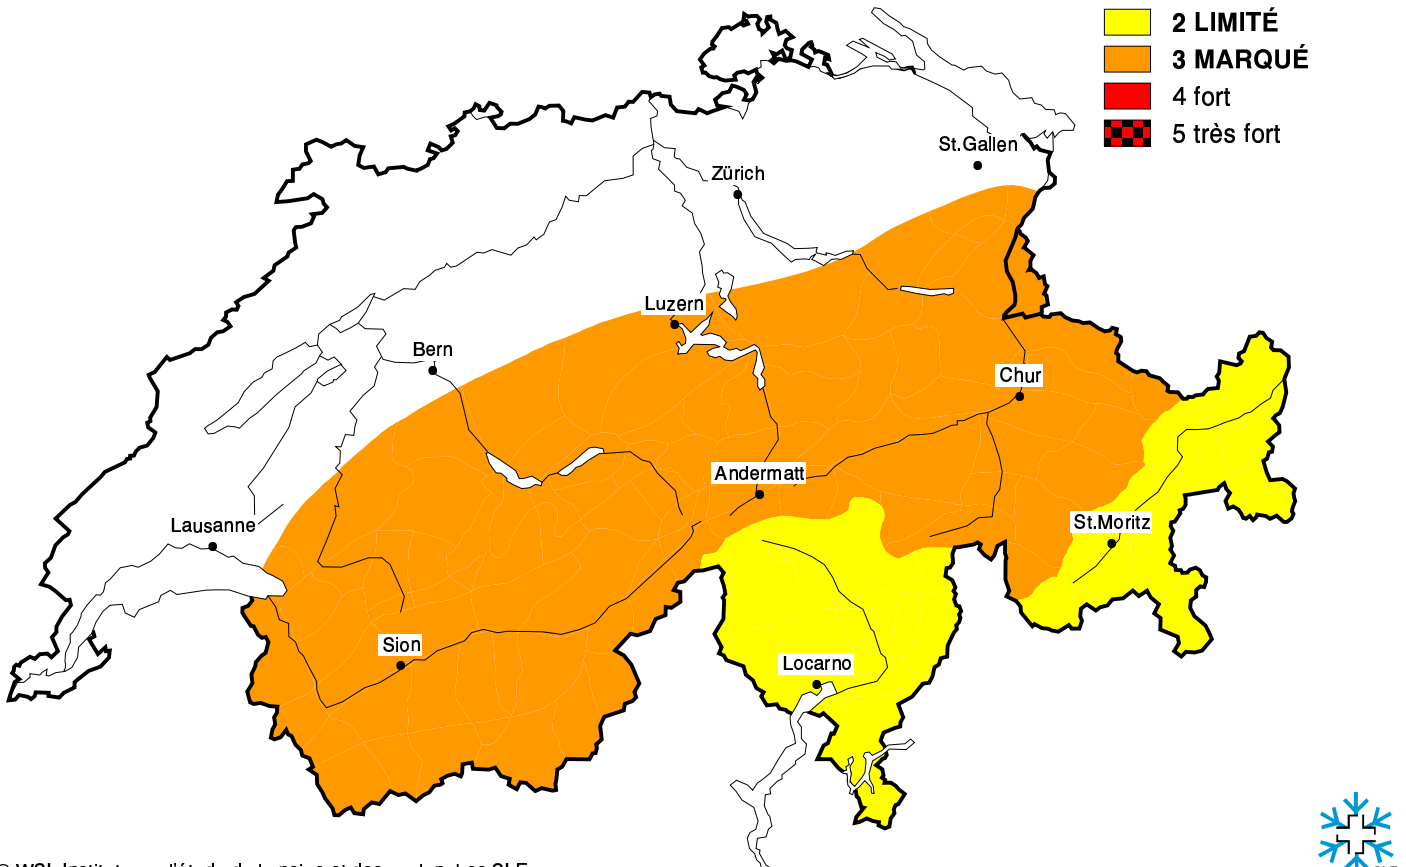 2 LIMITÉ
3 MARQUÉ
4 fort
5 très fort
St.Gallen
Zürich
Luzern
Bern
Chur
Andermatt
Lausanne
St.Moritz
Sion
Locarno